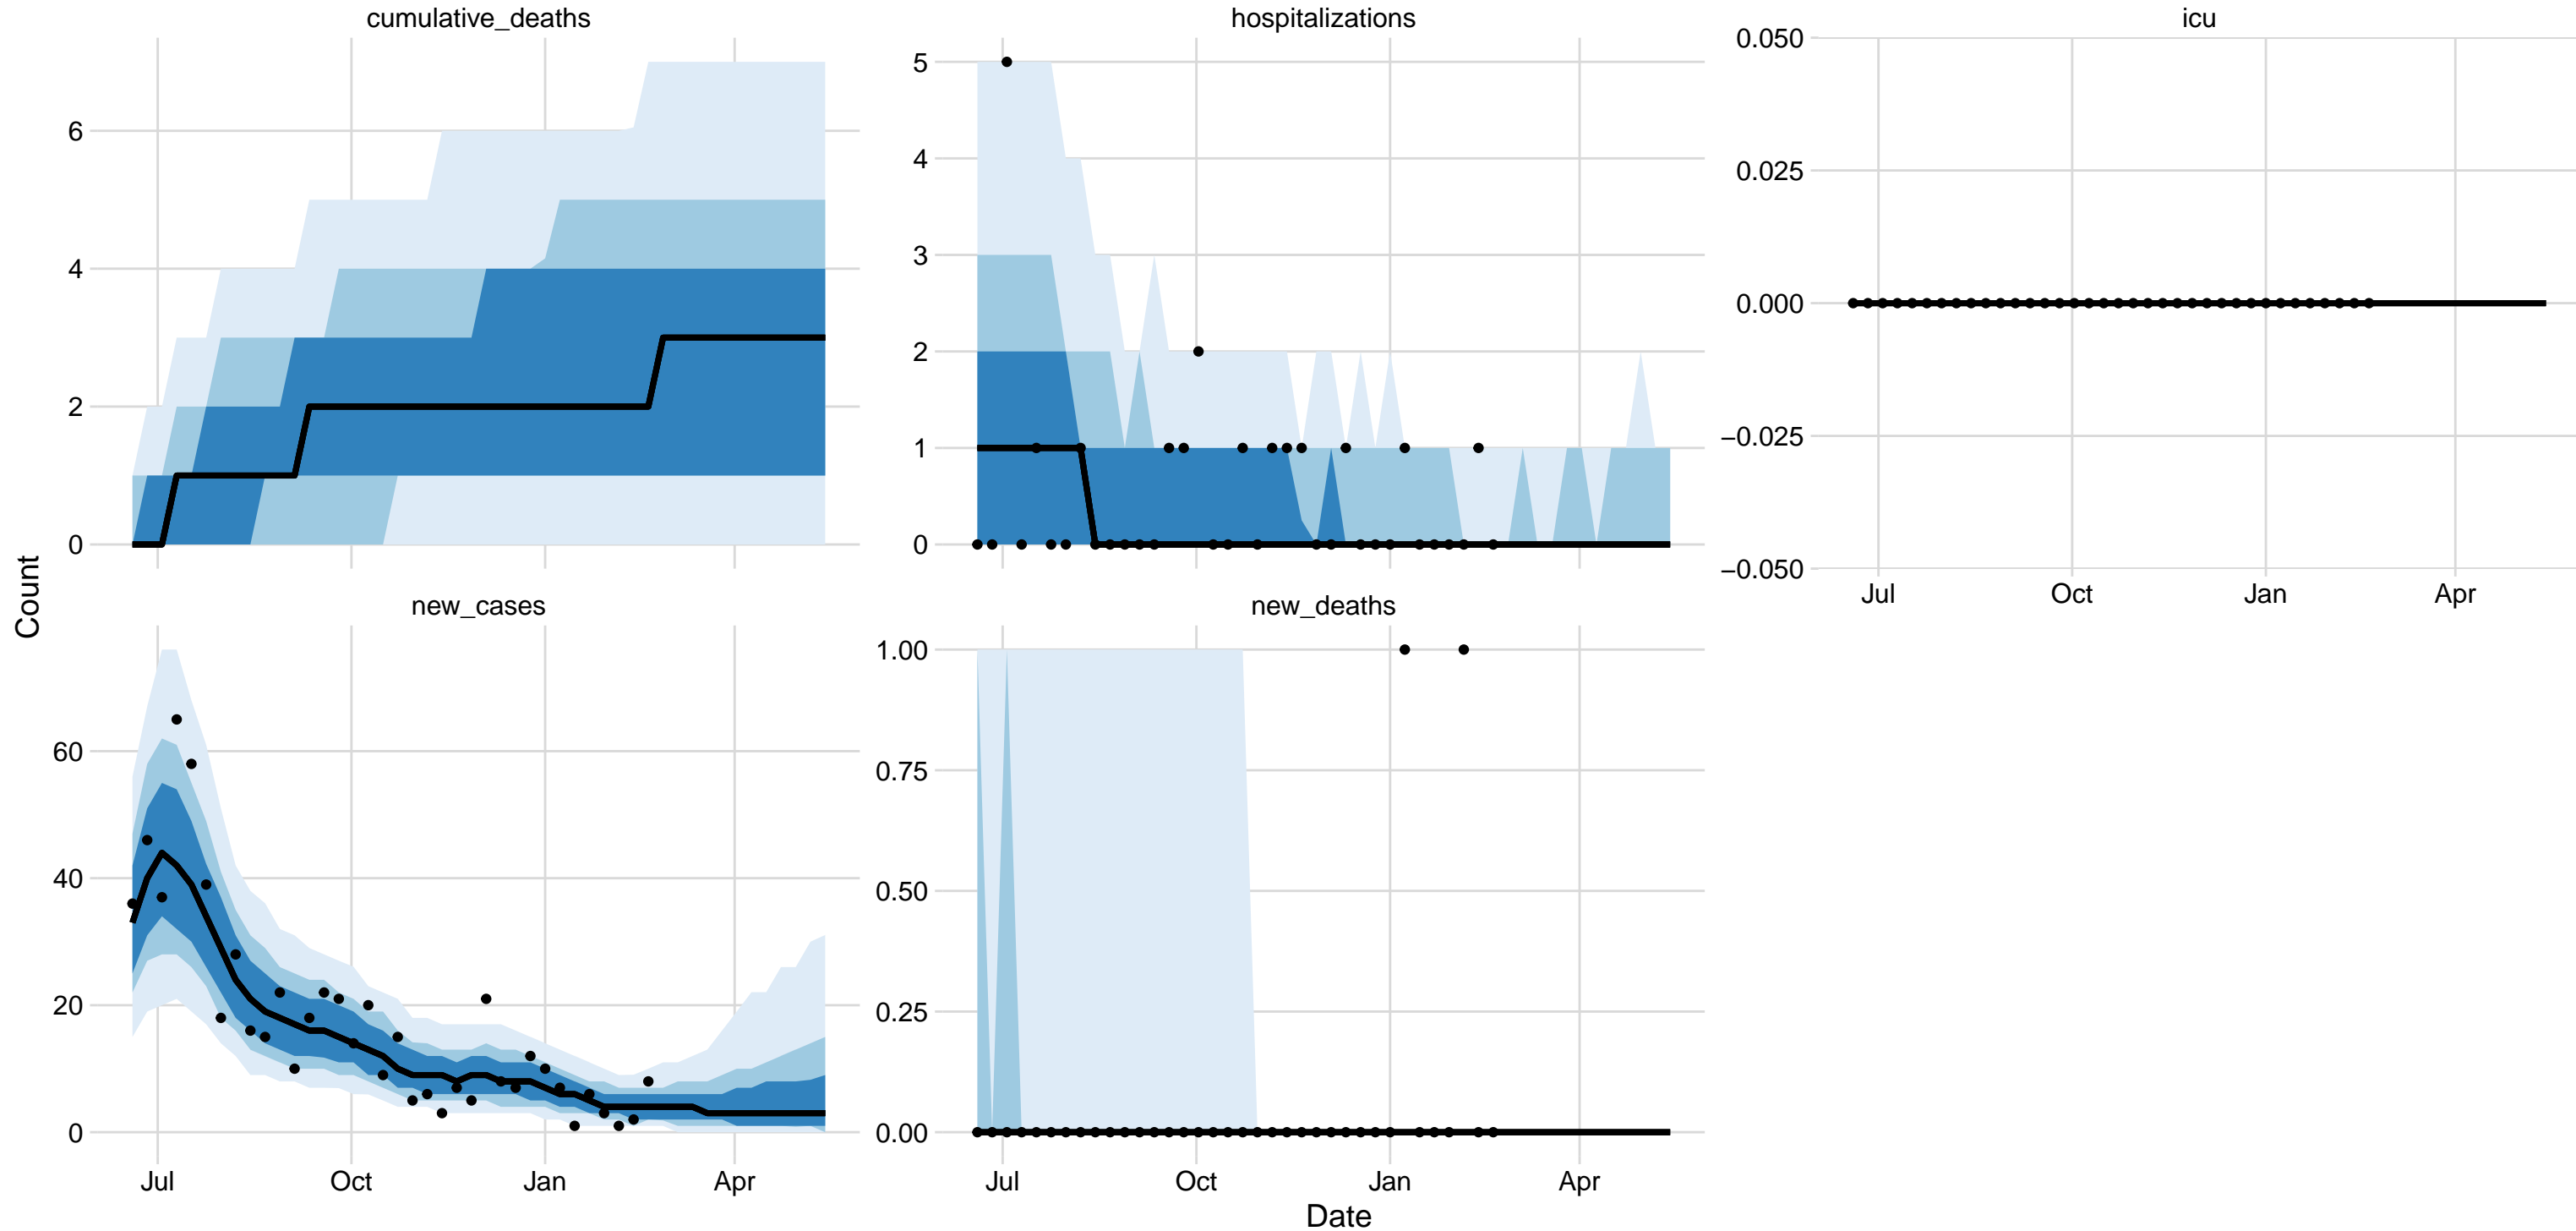 cumulative_deaths
hospitalizations
icu
6
4
2
0
5
4
3
2
1
0
0.050
0.025
0.000
−0.025
−0.050
Jul Oct Jan Apr
Count
new_cases
new_deaths
60
40
20
0
1.00
0.75
0.50
0.25
0.00
Jul Oct Jan Apr
Jul Oct Jan Apr
Date